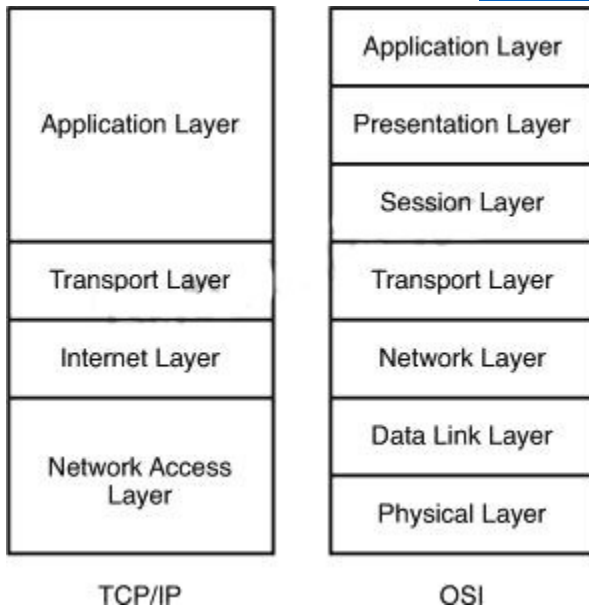 Application Layer
Transport Layer
Internet Layer
Network Access
Layer
TCP/IP
Application Layer
Presentation Layer
Session Layer
Transport Layer
Network Layer
Data Link Layer
Physical Layer
OSI